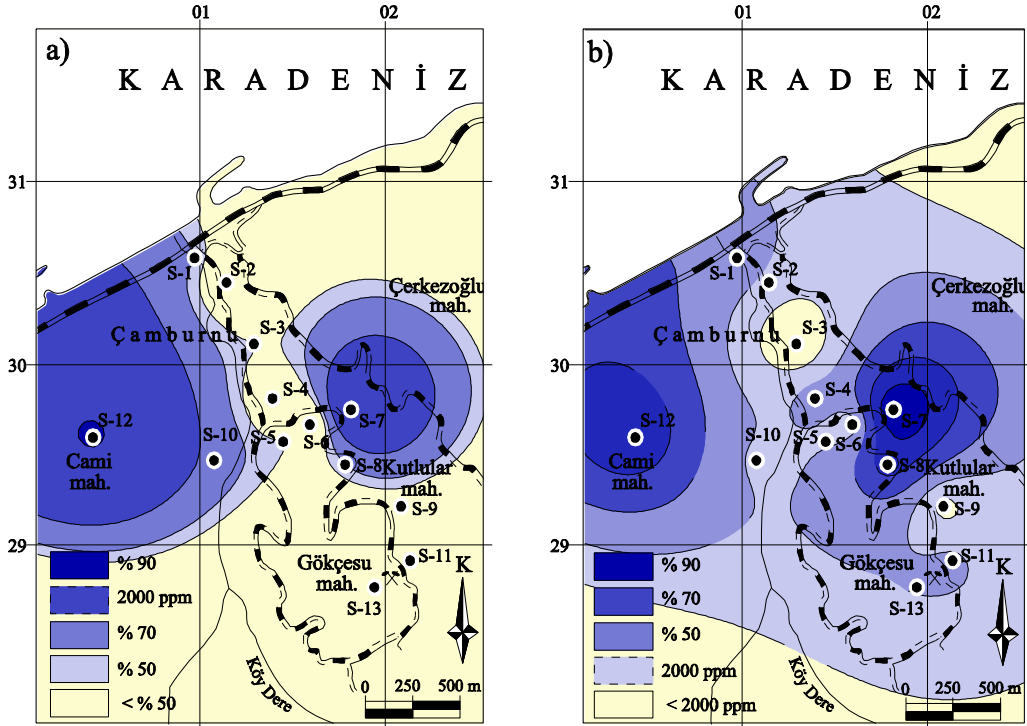 01
02
a)
K A R A D E N İ Z
31
S-1
S-2
Çerkezoğlu
mah.
Çamburnu
S-3
30
S-4
S-12
S-10
S-5
S-6
S-7
Cami
mah.
S-8
Kutlular
mah.
S-9
29
Gökçesu
mah.
S-11
K
S-13
% 90
2000 ppm
% 70
% 50
< % 50
Köy Dere
0 250 500 m
01
02
b)
K A R A D E N İ Z
31
S-1
S-2
Çerkezoğlu
mah.
Çamburnu
S-3
30
S-4
S-12
S-10
S-5
S-6
S-7
Cami
mah.
S-8
Kutlular
mah.
S-9
29
Gökçesu
mah.
S-11
K
S-13
% 90
% 70
% 50
2000 ppm
< 2000 ppm
Köy Dere
0 250 500 m